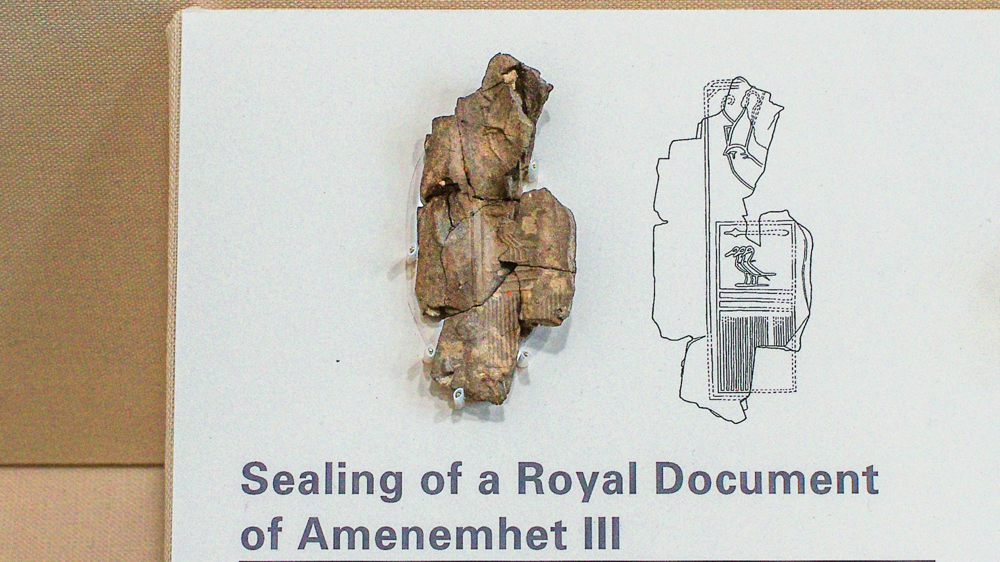 Sealing of a Royal Document
of Amenemhet III